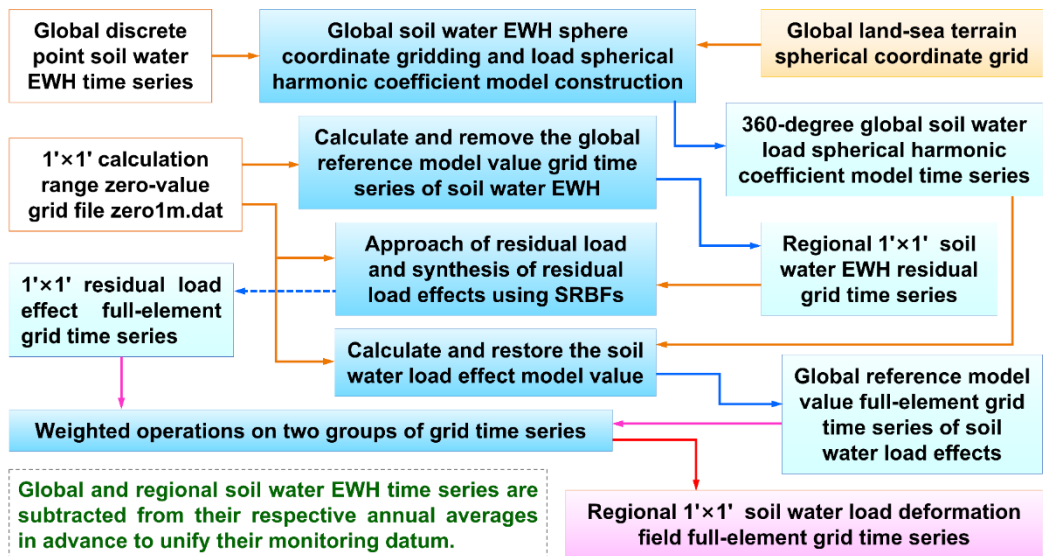 Global discrete
point soil water
EWH time series
Global soil water EWH sphere
coordinate gridding and load spherical
harmonic coefficient model construction
Global land-sea terrain
spherical coordinate grid
1'×1' calculation
range zero-value
grid file zero1m.dat
Calculate and remove the global
reference model value grid time
series of soil water EWH
360-degree global soil water
load spherical harmonic
coefficient model time series
Approach of residual load
and synthesis of residual
load effects using SRBFs
Regional 1'×1' soil
water EWH residual
grid time series
1'×1' residual load
effect full-element
grid time series
Calculate and restore the soil
water load effect model value
Global reference model
value full-element grid
time series of soil
water load effects
Weighted operations on two groups of grid time series
Global and regional soil water EWH time series are
subtracted from their respective annual averages
in advance to unify their monitoring datum.
Regional 1'×1' soil water load deformation
field full-element grid time series